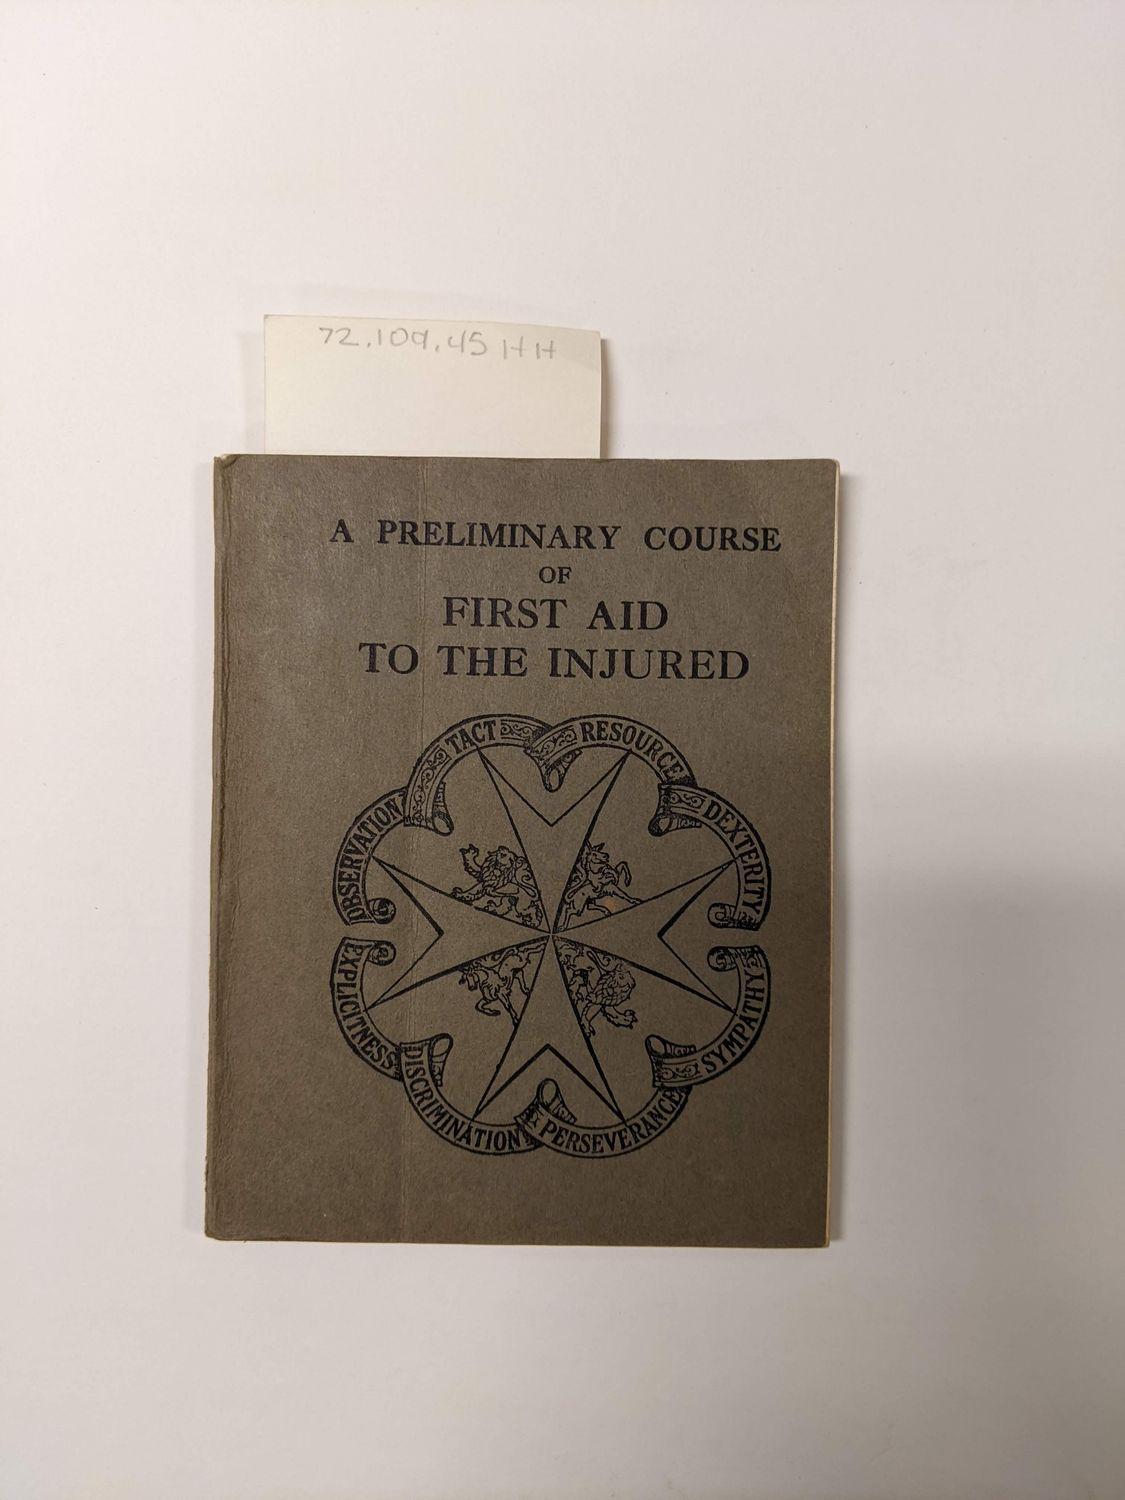 72.109.45 HH
A PRELIMINARY COURSE
OF
FIRST AID
TO THE INJURED
OBSERVATION
TACT
RESOURCE
DEXTERITY
EXPLICITNESS
DISCRIMINATION
PERSEVERANCE
SYMPATHY